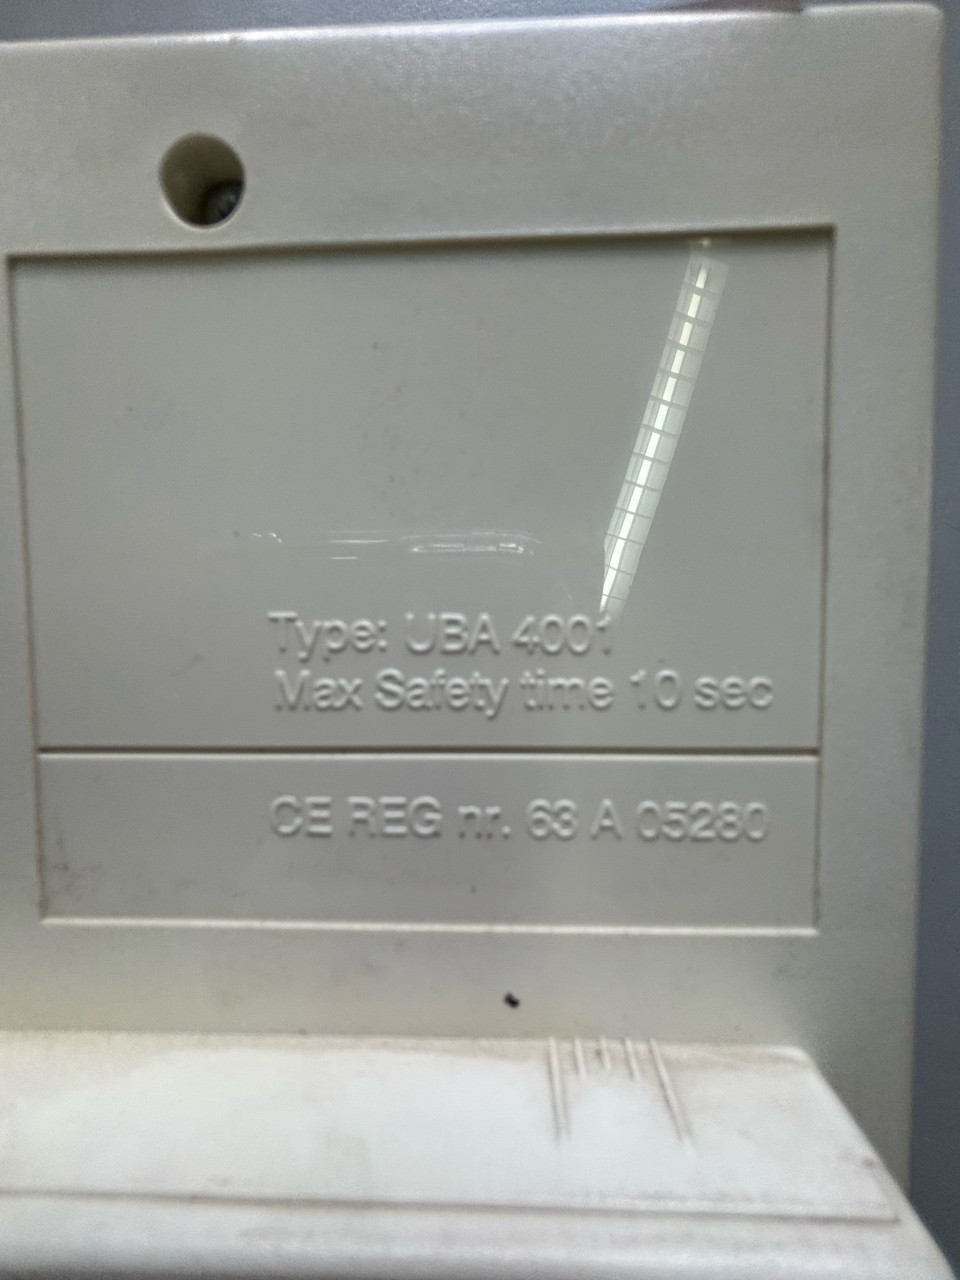 Type: UBA 4001
Max Safety time 10 sec
CE REG nr. 63 A 05280